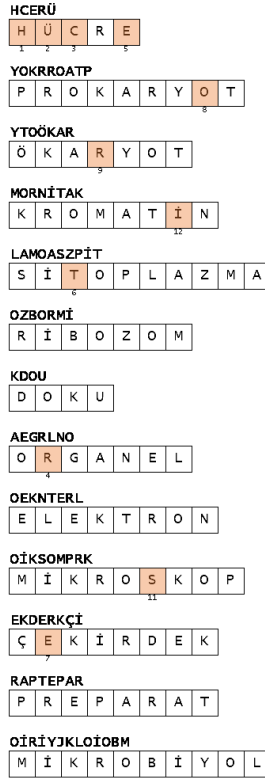 HCERÜ
H Ü C R E
1 2 3 5
YOKRROATP
P R O K A R Y O T
8
YTOÖKAR
Ö K A R Y O T
9
MORNİTAK
K R O M A T İ N
12
LAMOASZPİT
S İ T O P L A Z M A
6
OZBORMİ
R İ B O Z O M
KDOU
D O K U
AEGRLNO
O R G A N E L
4
OEKNTERL
E L E K T R O N
OİKSOMPRK
M İ K R O S K O P
11
EKDERKÇİ
Ç E K İ R D E K
7
RAPTEPAR
P R E P A R A T
OİRİYJKLOİOBM
M İ K R O B İ Y O L